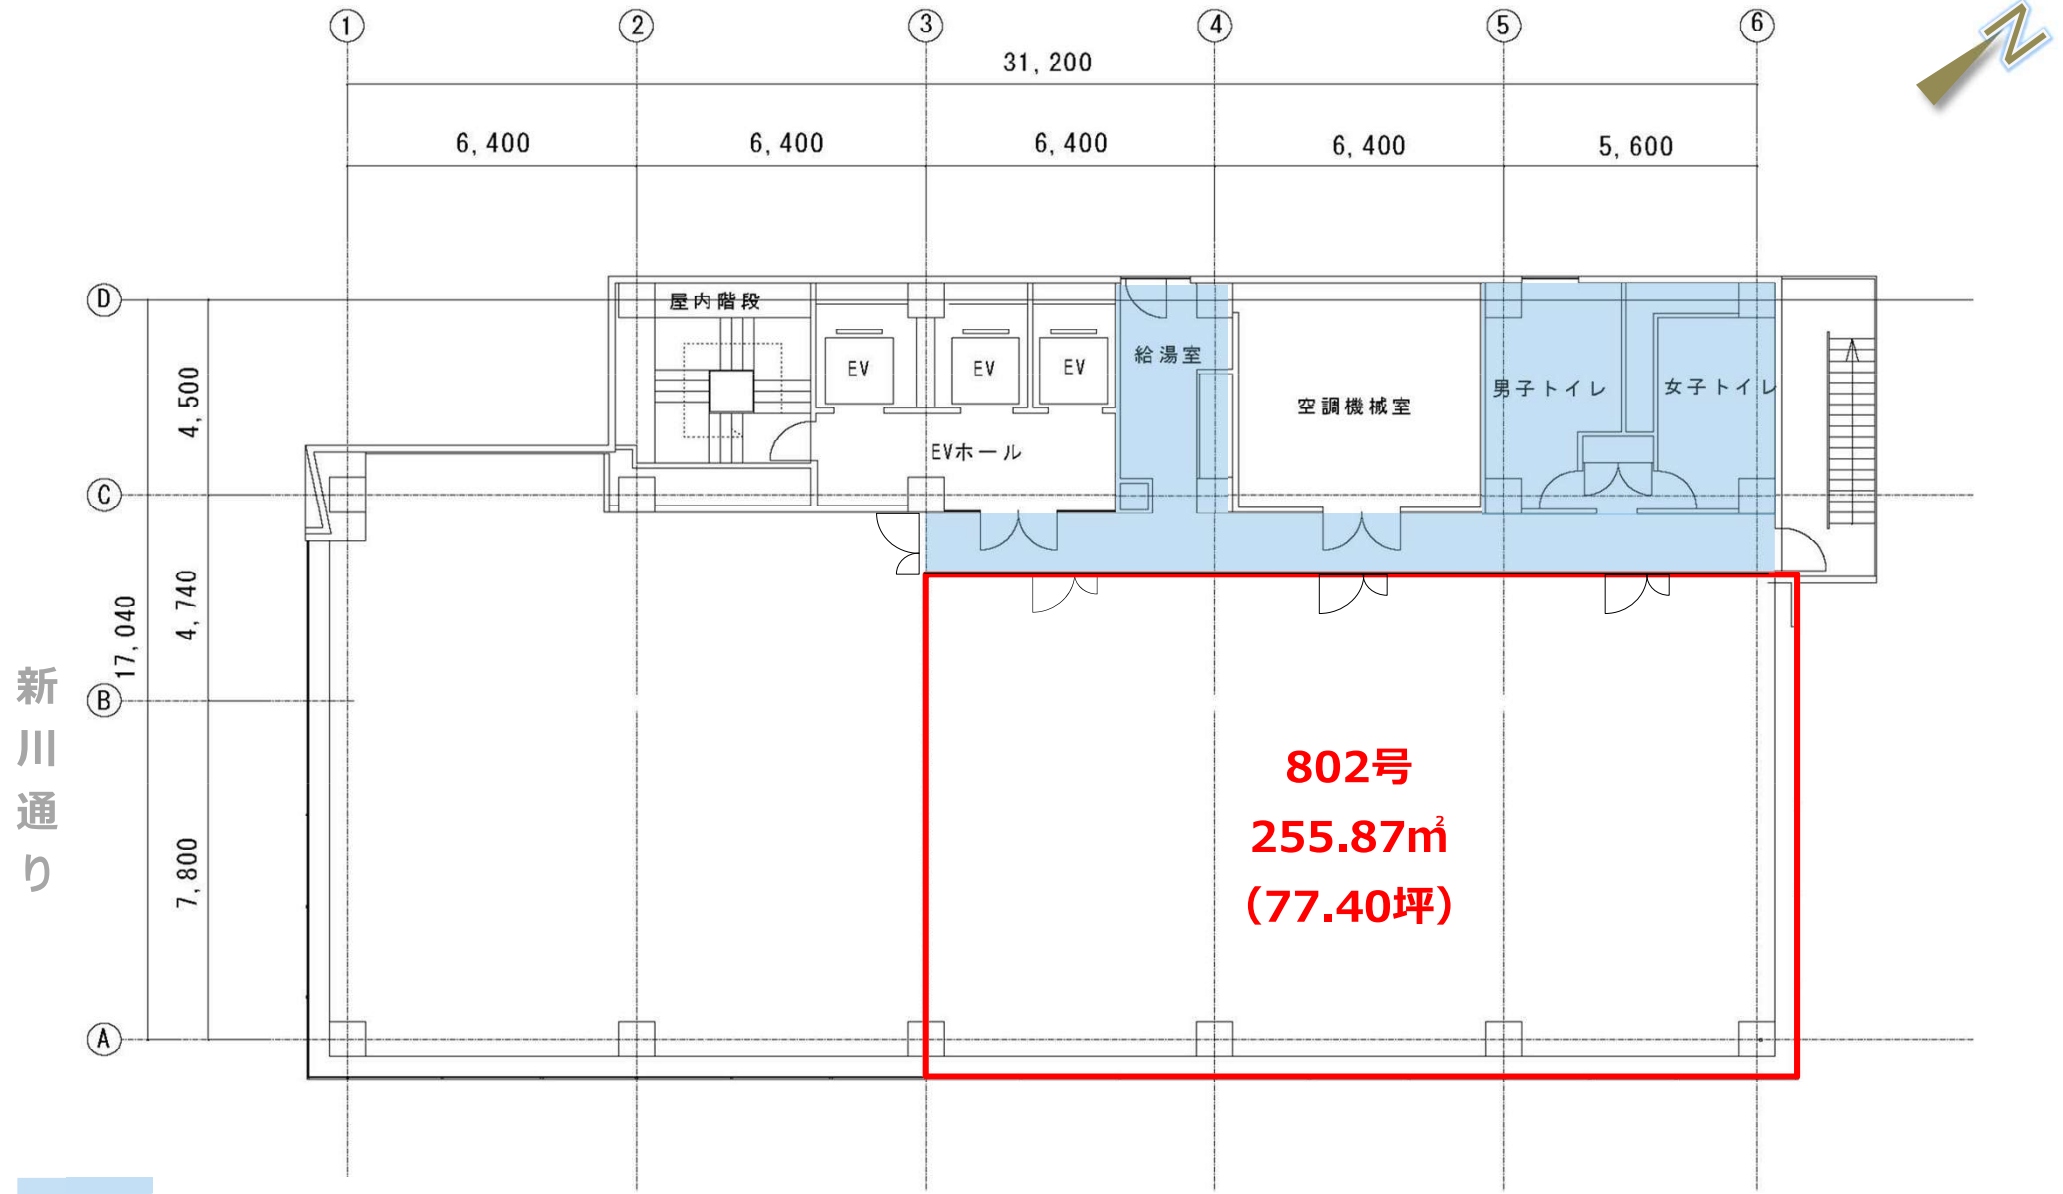 1
2
3
4
5
6
N
31,200
6,400
6,400
6,400
6,400
5,600
D
C
B
A
4,500
4,740
17,040
7,800
新川通り
屋内階段
EV
EV
EV
EVホール
給湯室
空調機械室
男子トイレ
女子トイレ
802号
255.87㎡
(77.40坪)